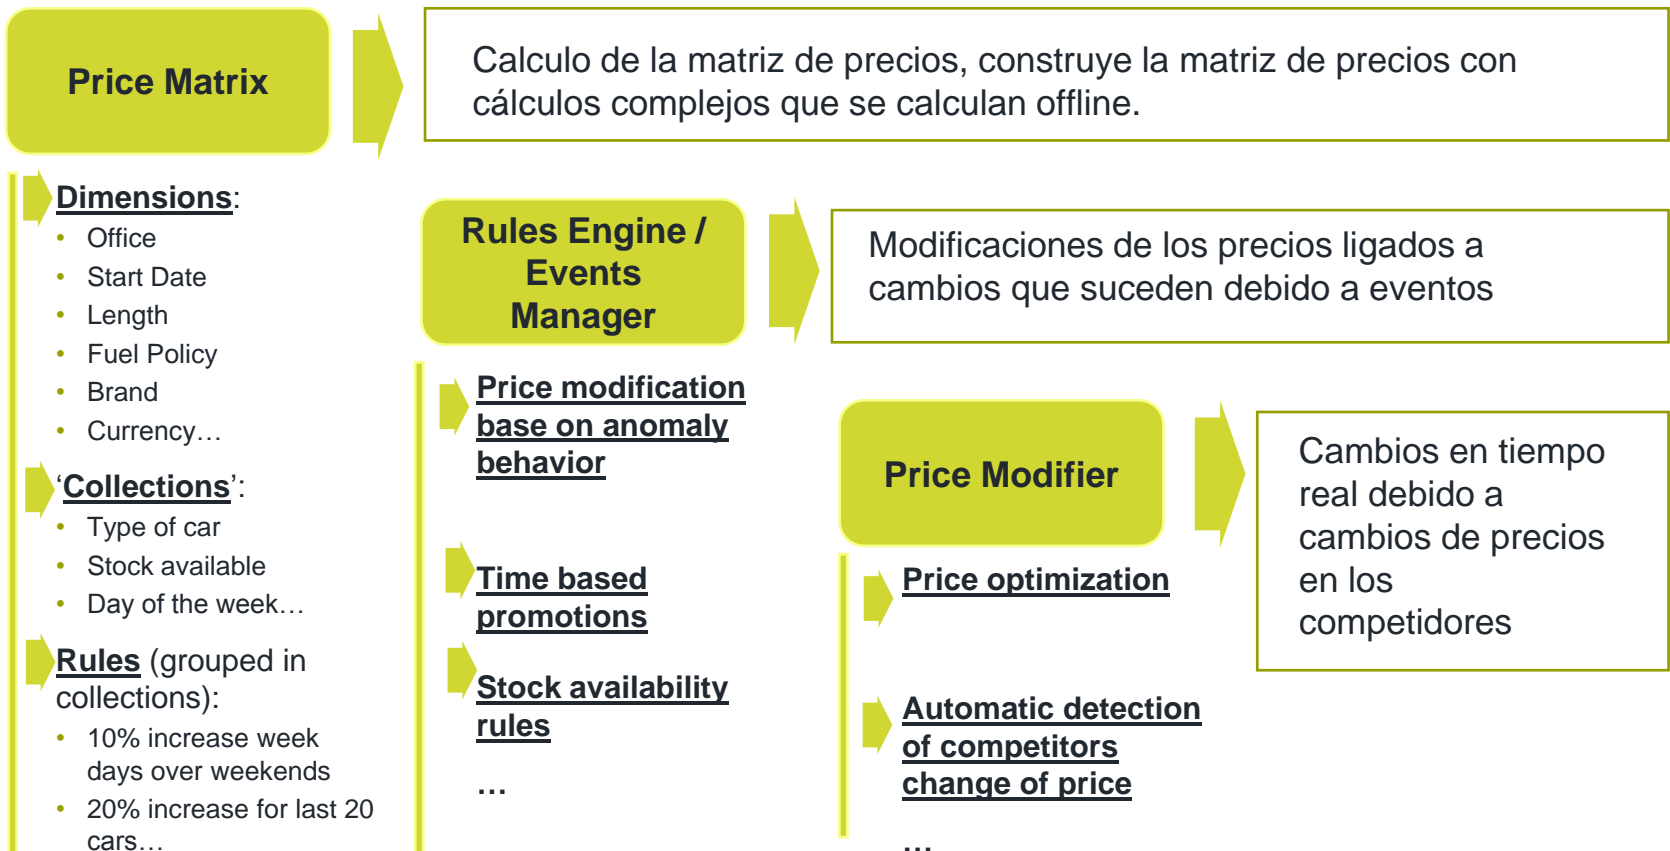 Price Matrix
Calculo de la matriz de precios, construye la matriz de precios con
cálculos complejos que se calculan offline.
Dimensions:
• Office
• Start Date
• Length
• Fuel Policy
• Brand
• Currency…
‘Collections’:
• Type of car
• Stock available
• Day of the week…
Rules (grouped in
collections):
• 10% increase week
days over weekends
• 20% increase for last 20
cars…
Rules Engine /
Events
Manager
Modificaciones de los precios ligados a
cambios que suceden debido a eventos
Price modification
base on anomaly
behavior
Time based
promotions
Stock availability
rules
…
Price Modifier
Cambios en tiempo
real debido a
cambios de precios
en los
competidores
Price optimization
Automatic detection
of competitors
change of price
…